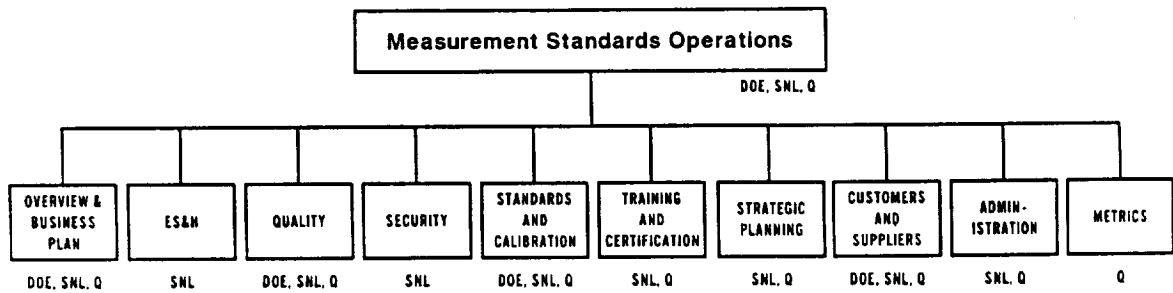 Measurement Standards Operations
DOE, SNL, Q
OVERVIEW &
BUSINESS
PLAN
DOE, SNL, Q
ES&H
SNL
QUALITY
DOE, SNL, Q
SECURITY
SNL
STANDARDS
AND
CALIBRATION
DOE, SNL, Q
TRAINING
AND
CERTIFICATION
SNL, Q
STRATEGIC
PLANNING
SNL, Q
CUSTOMERS
AND
SUPPLIERS
DOE, SNL, Q
ADMIN-
ISTRATION
SNL, Q
METRICS
Q